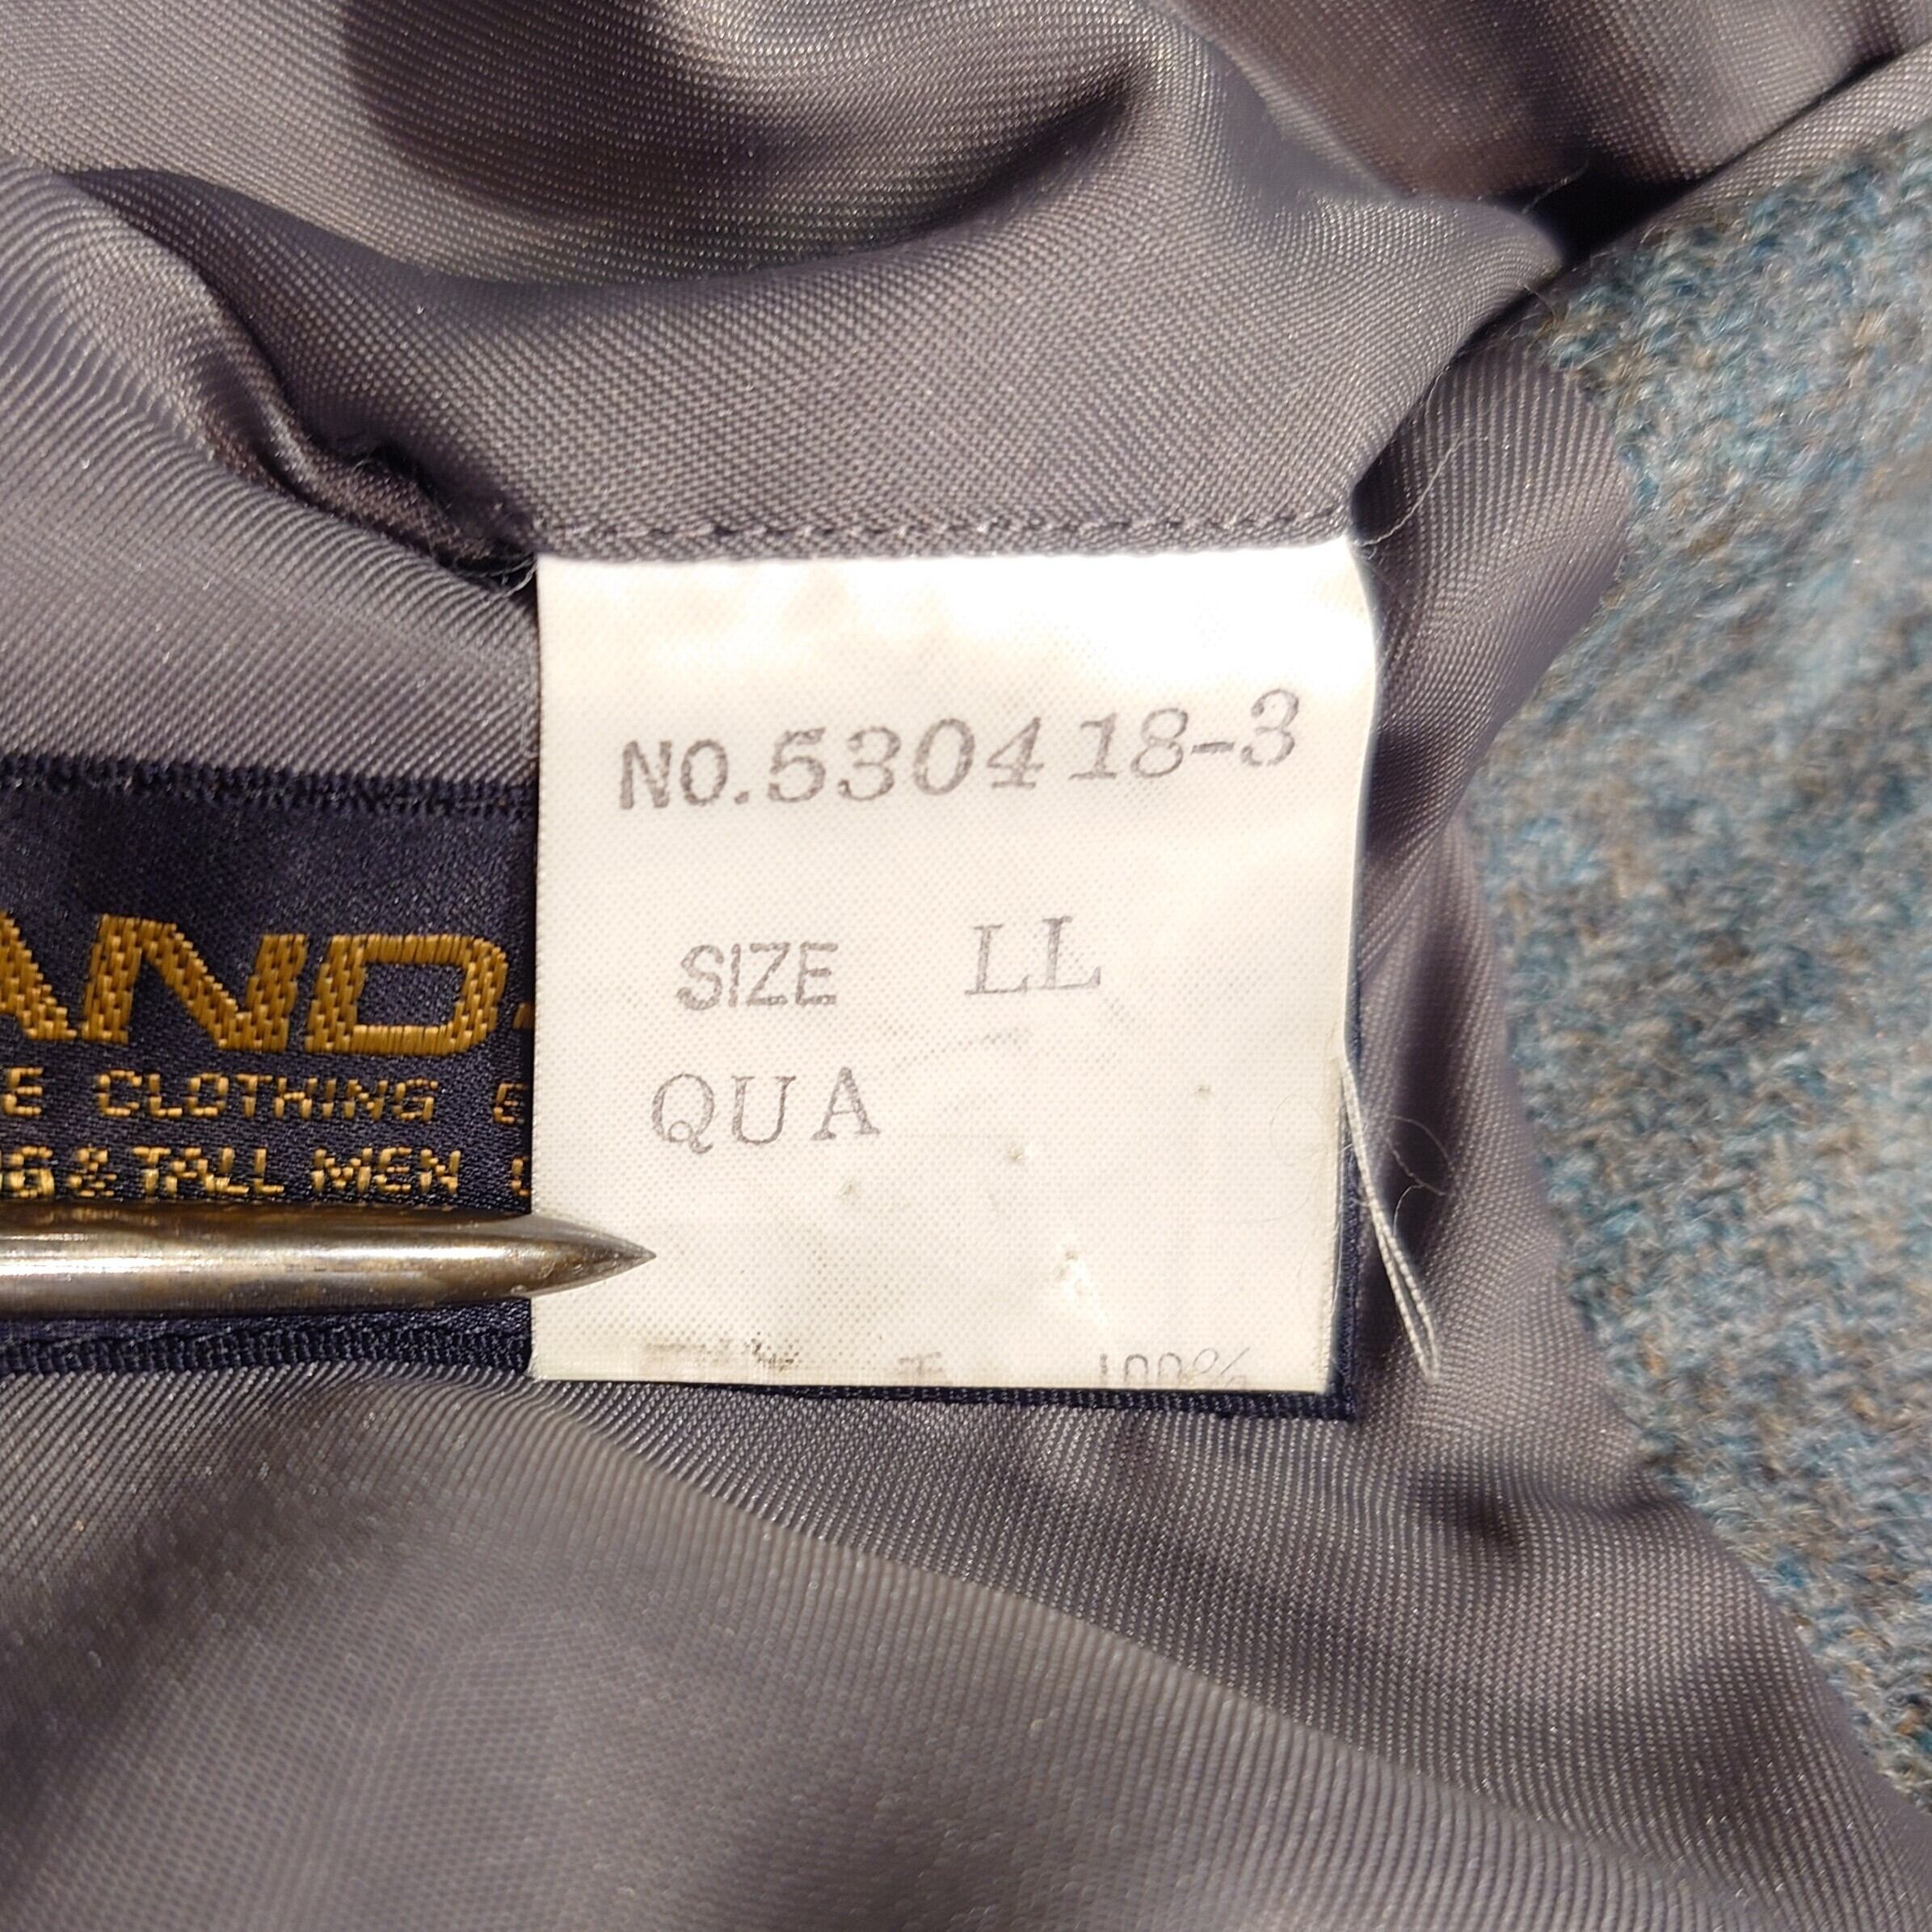 NO.530418-3
SIZE LL
QUA
100%
AND
E CLOTHING
G & TALL MEN